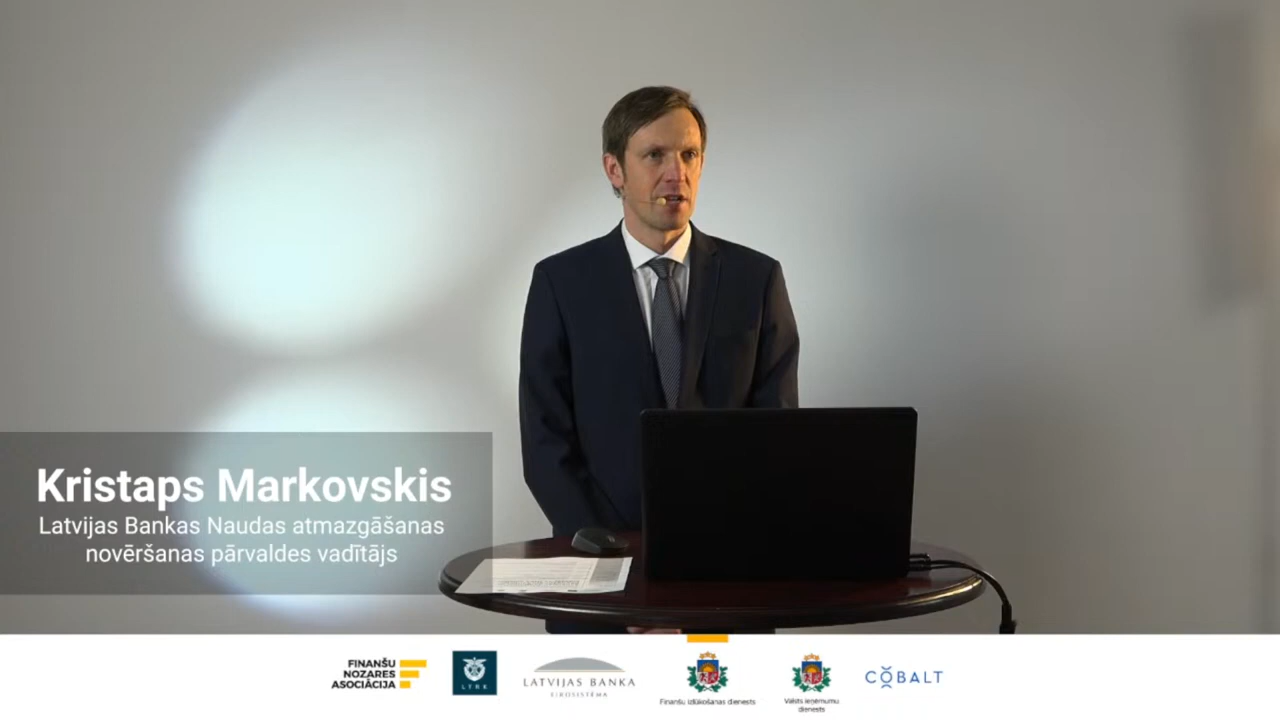 Kristaps Markovskis
Latvijas Bankas Naudas atmazgāšanas
novēršanas pārvaldes vadītājs
FINANŠU
NOZARES
ASOCIĀCIJA
LATVIJAS BANKA
EIROSISTĒMA
Finanšu izlūkošanas dienests
Valsts ieņēmumu
dienests
COBALT